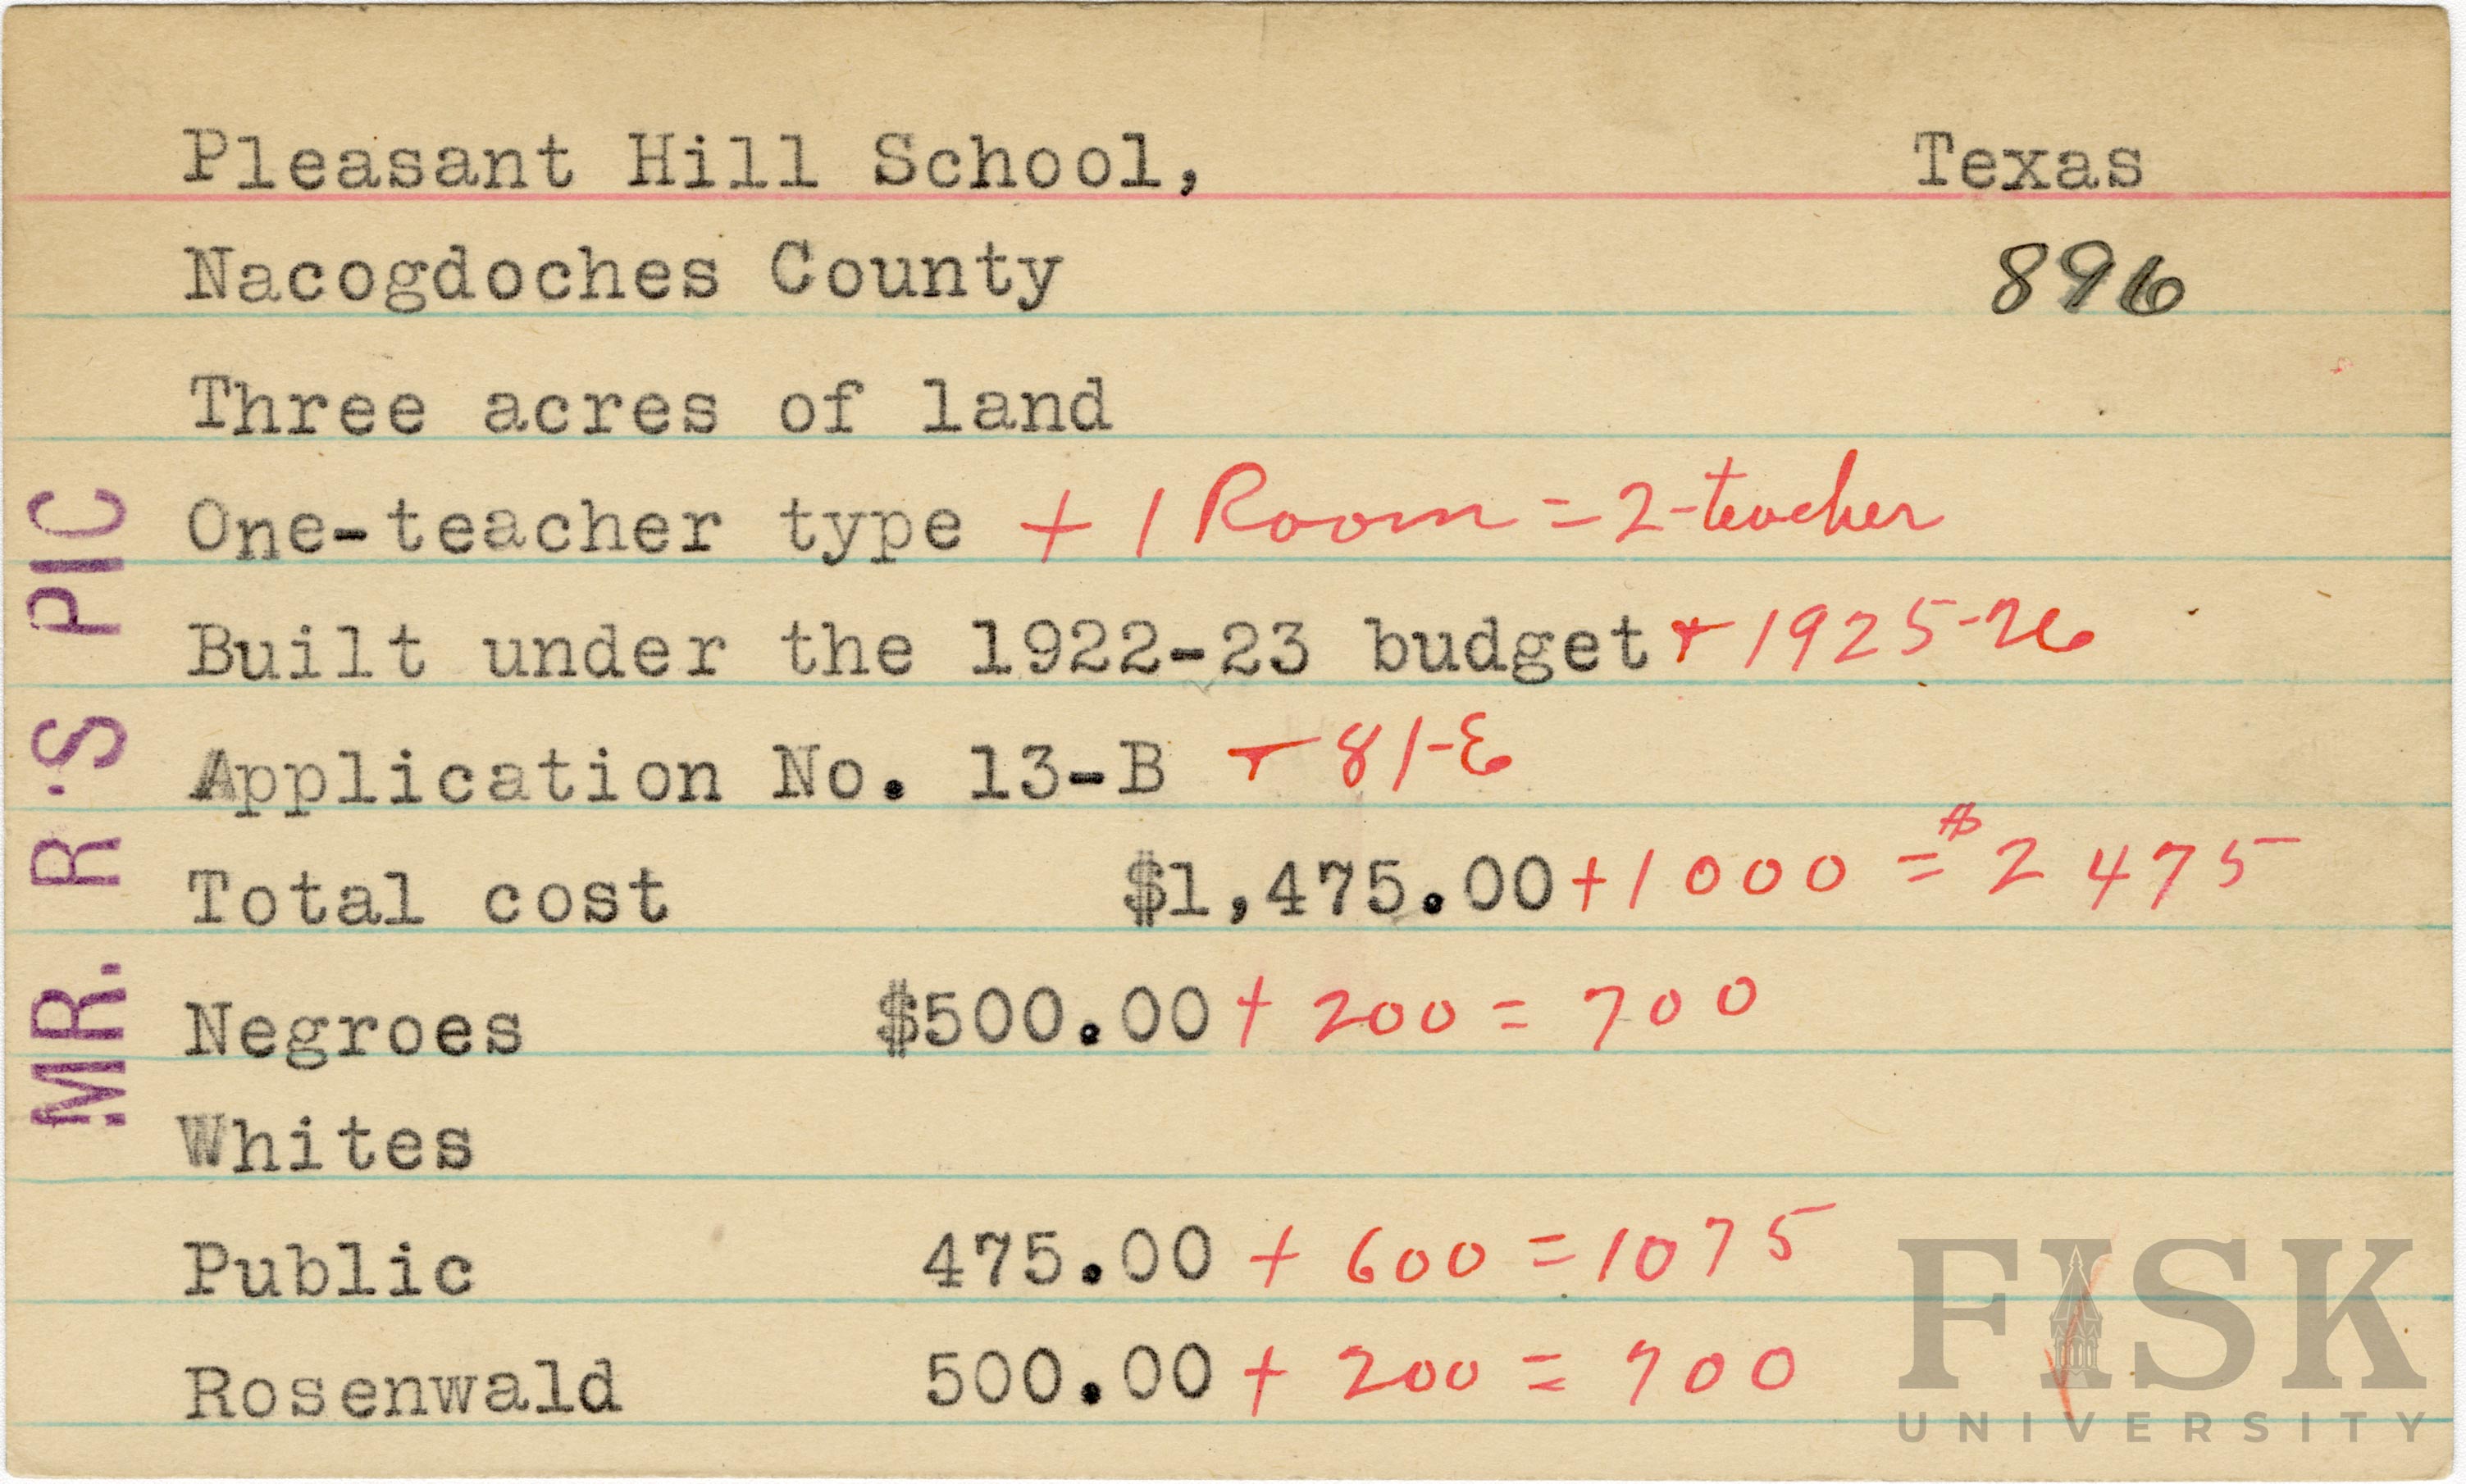 Pleasant Hill School, Texas
Nacogdoches County 896
Three acres of land
One-teacher type + 1 Room = 2-teacher
Built under the 1922-23 budget + 1925-26
Application No. 13-B + 81-E
Total cost $1,475.00 + 1000 = $2475
Negroes $500.00 + 200 = 700
Whites
Public 475.00 + 600 = 1075
Rosenwald 500.00 + 200 = 700
MR. R·S PIC
FISK
UNIVERSITY